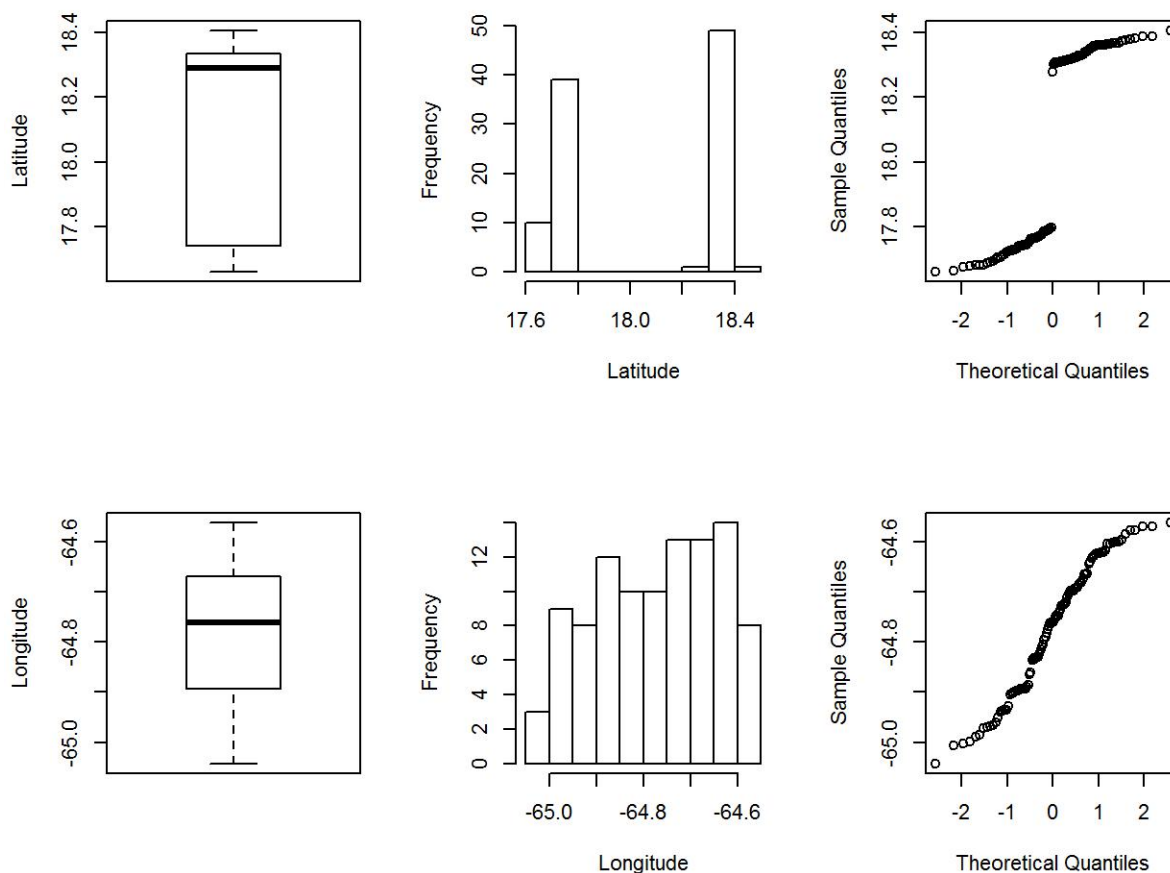 Latitude
17.8 18.0 18.2 18.4
Frequency
0 10 20 30 40 50
17.6 18.0 18.4
Latitude
Sample Quantiles
17.8 18.0 18.2 18.4
-2 -1 0 1 2
Theoretical Quantiles
Longitude
-65.0 -64.8 -64.6
Frequency
0 2 4 6 8 12
-65.0 -64.8 -64.6
Longitude
Sample Quantiles
-65.0 -64.8 -64.6
-2 -1 0 1 2
Theoretical Quantiles